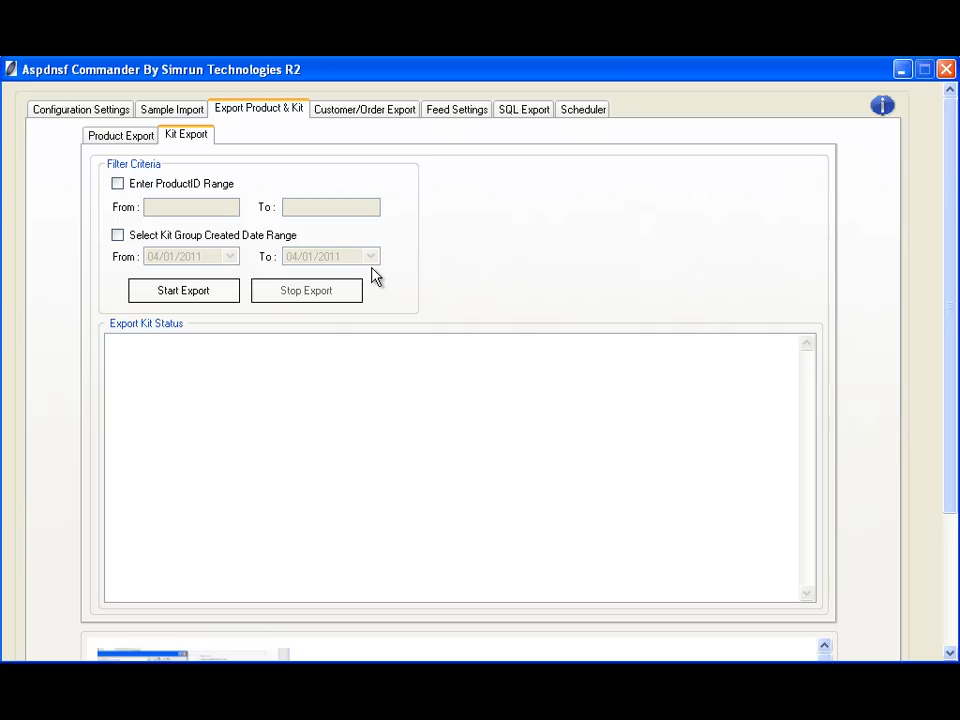 Aspdnsf Commander By Simrun Technologies R2
Configuration Settings Sample Import Export Product & Kit Customer/Order Export Feed Settings SQL Export Scheduler
Product Export Kit Export
Filter Criteria
Enter ProductID Range
From : To :
Select Kit Group Created Date Range
From : 04/01/2011 To : 04/01/2011
Start Export Stop Export
Export Kit Status